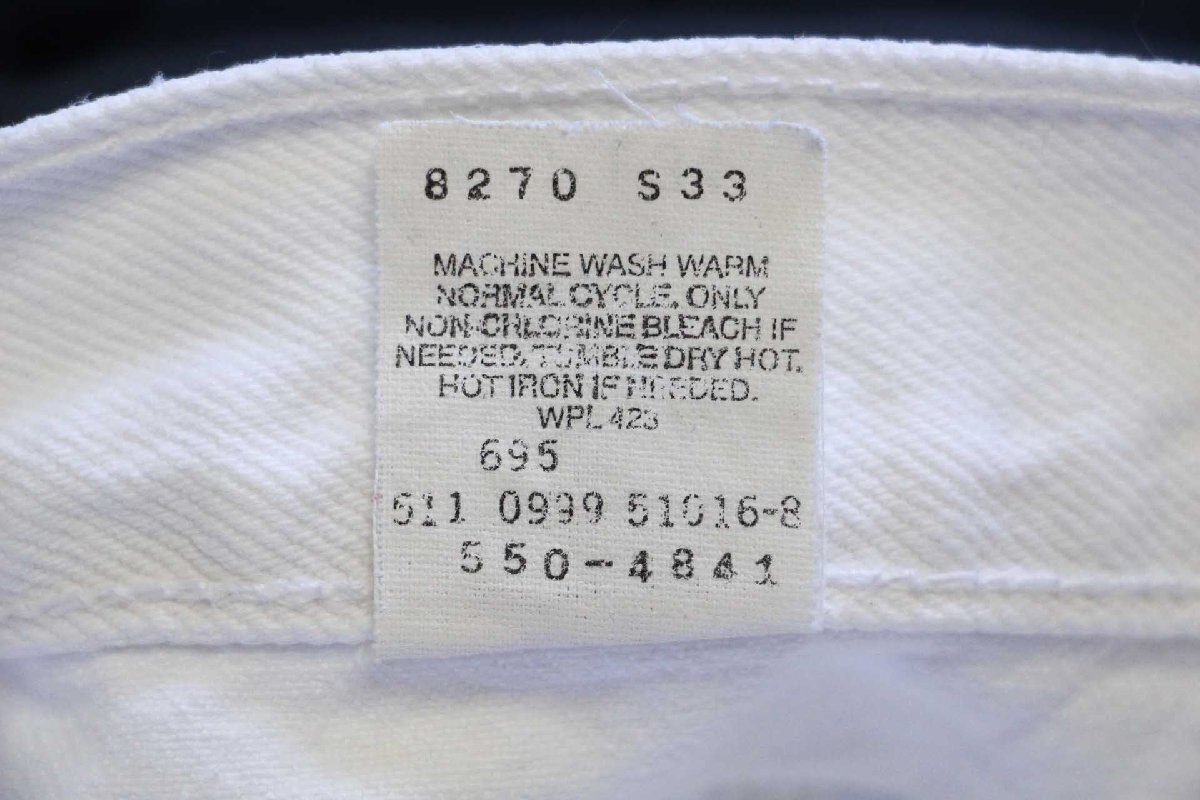 8270 S33
MACHINE WASH WARM
NORMAL CYCLE. ONLY
NON-CHLORINE BLEACH IF
NEEDED. TUMBLE DRY HOT.
HOT IRON IF NEEDED.
WPL 423
695
511 0999 51016-8
550-4841